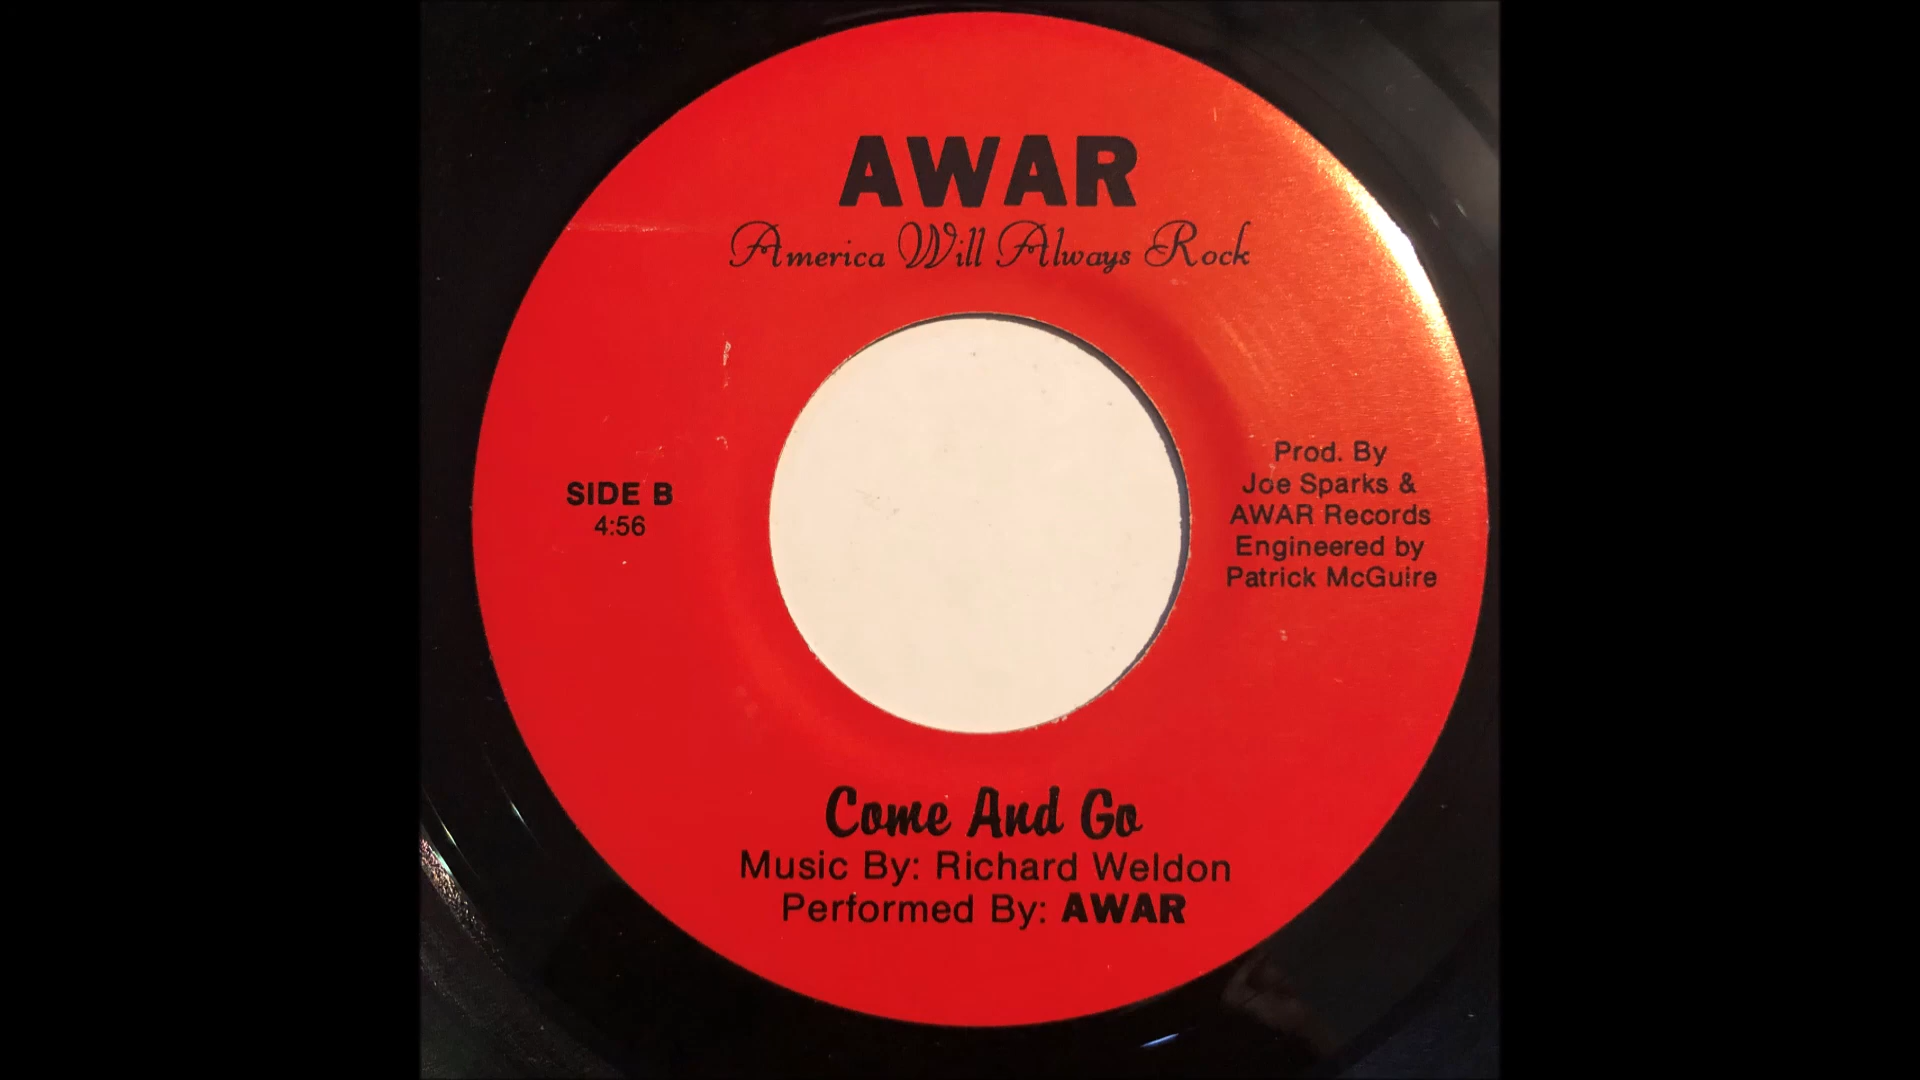 AWAR
America Will Always Rock
SIDE B
4:56
Prod. By
Joe Sparks &
AWAR Records
Engineered by
Patrick McGuire
Come And Go
Music By: Richard Weldon
Performed By: AWAR